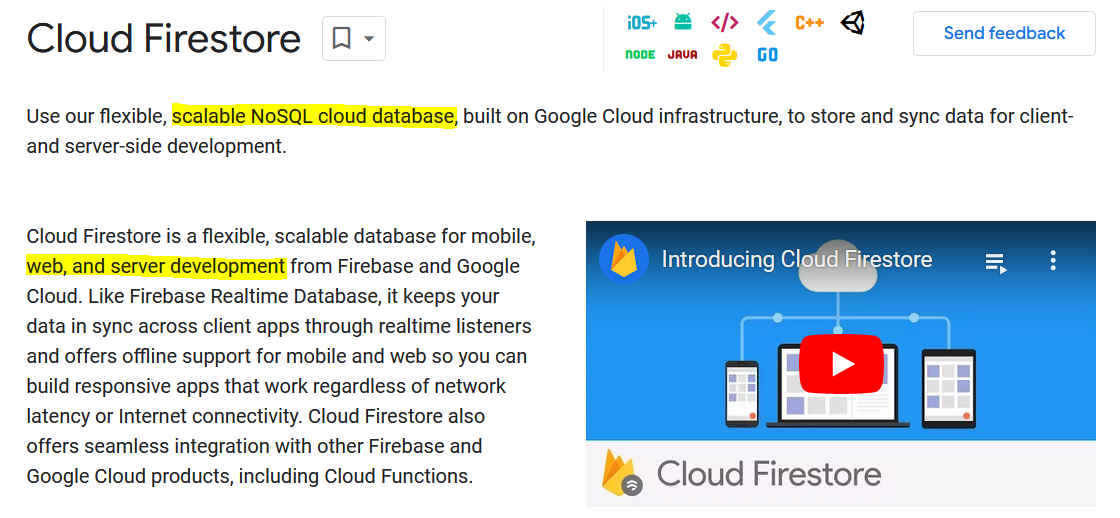 Cloud Firestore
iOS+
C++
NODE
JAVA
GO
Send feedback
Use our flexible, scalable NoSQL cloud database, built on Google Cloud infrastructure, to store and sync data for client-
and server-side development.
Cloud Firestore is a flexible, scalable database for mobile,
web, and server development from Firebase and Google
Cloud. Like Firebase Realtime Database, it keeps your
data in sync across client apps through realtime listeners
and offers offline support for mobile and web so you can
build responsive apps that work regardless of network
latency or Internet connectivity. Cloud Firestore also
offers seamless integration with other Firebase and
Google Cloud products, including Cloud Functions.
Introducing Cloud Firestore
Cloud Firestore